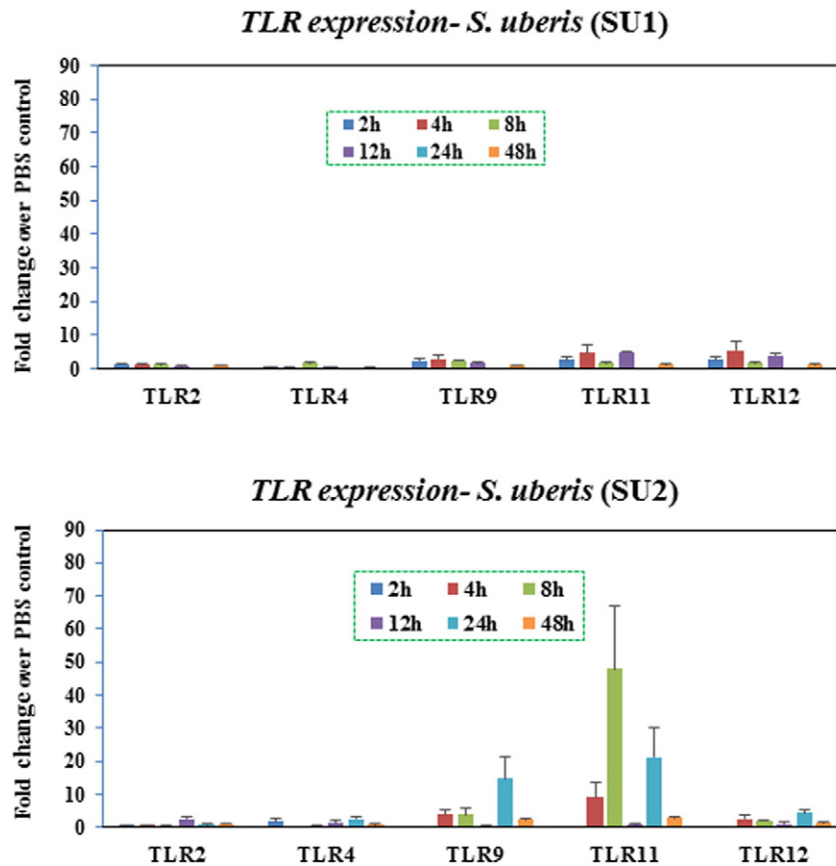 TLR expression- S. uberis (SU1)
Fold change over PBS control
90
80
70
60
50
40
30
20
10
0
2h 4h 8h
12h 24h 48h
TLR2 TLR4 TLR9 TLR11 TLR12
TLR expression- S. uberis (SU2)
Fold change over PBS control
90
80
70
60
50
40
30
20
10
0
2h 4h 8h
12h 24h 48h
TLR2 TLR4 TLR9 TLR11 TLR12